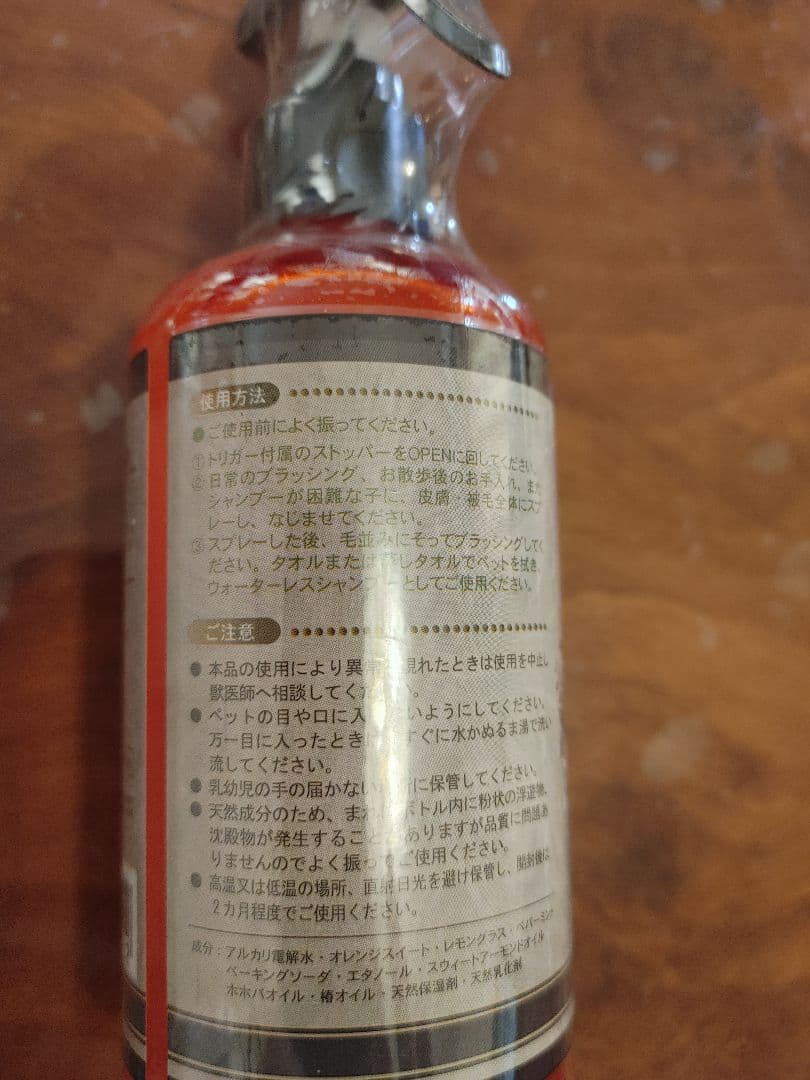 使用方法
●ご使用前によく振ってください。
①トリガー付属のストッパーをOPENに回してください。
②日常のブラッシング、お散歩後のお手入れ、また
シャンプーが困難な子に、皮膚・被毛全体にスプ
レーし、なじませてください。
③スプレーした後、毛並みにそってブラッシングしてく
ださい。タオルまたは蒸しタオルでペットを拭き、
ウォーターレスシャンプーとしてご使用ください。
ご注意
●本品の使用により異常 現れたときは使用を中止し
獣医師へ相談してく い。
●ペットの目や口に入 いようにしてください。
万一目に入ったとき すぐに水かぬるま湯で洗い
流してください。
●乳幼児の手の届かない 所に保管してください。
●天然成分のため、まれに ボトル内に粉状の浮遊物、
沈殿物が発生すること ありますが品質に問題あ
りませんのでよく振って ご使用ください。
●高温又は低温の場所、直射日光を避け保管し、開封後は
2カ月程度でご使用ください。
成分：アルカリ電解水・オレンジスイート・レモングラス・ペパーミント
ベーキングソーダ・エタノール・スウィートアーモンドオイル
ホホバオイル・椿オイル・天然保湿剤・天然乳化剤